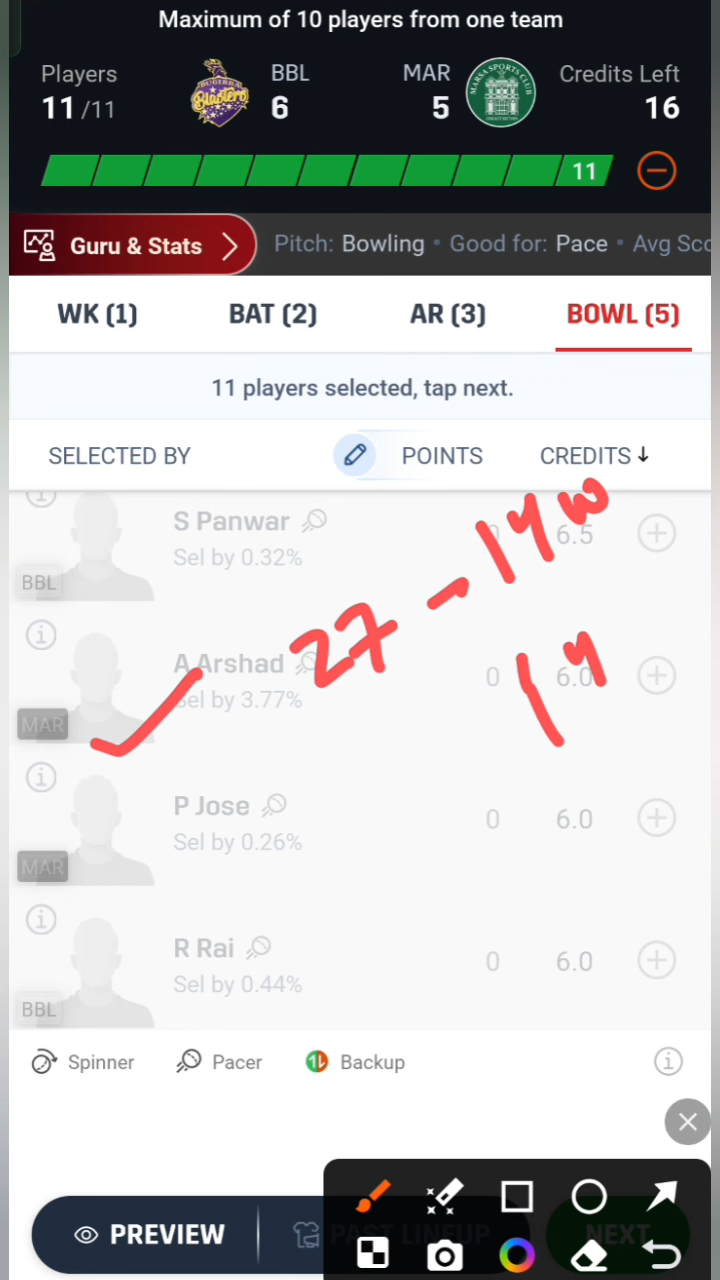 Maximum of 10 players from one team
Players BBL MAR Credits Left
11/11 6 5 16
11
Guru & Stats Pitch: Bowling • Good for: Pace • Avg Sco
WK (1) BAT (2) AR (3) BOWL (5)
11 players selected, tap next.
SELECTED BY POINTS CREDITS
S Panwar 0 6.5
Sel by 0.32%
BBL
27 - 14 w
A Arshad 0 6.0
Sel by 3.77%
MAR
P Jose 0 6.0
Sel by 0.26%
MAR
R Rai 0 6.0
Sel by 0.44%
BBL
Spinner Pacer Backup
PREVIEW PAST LINEUP NEXT